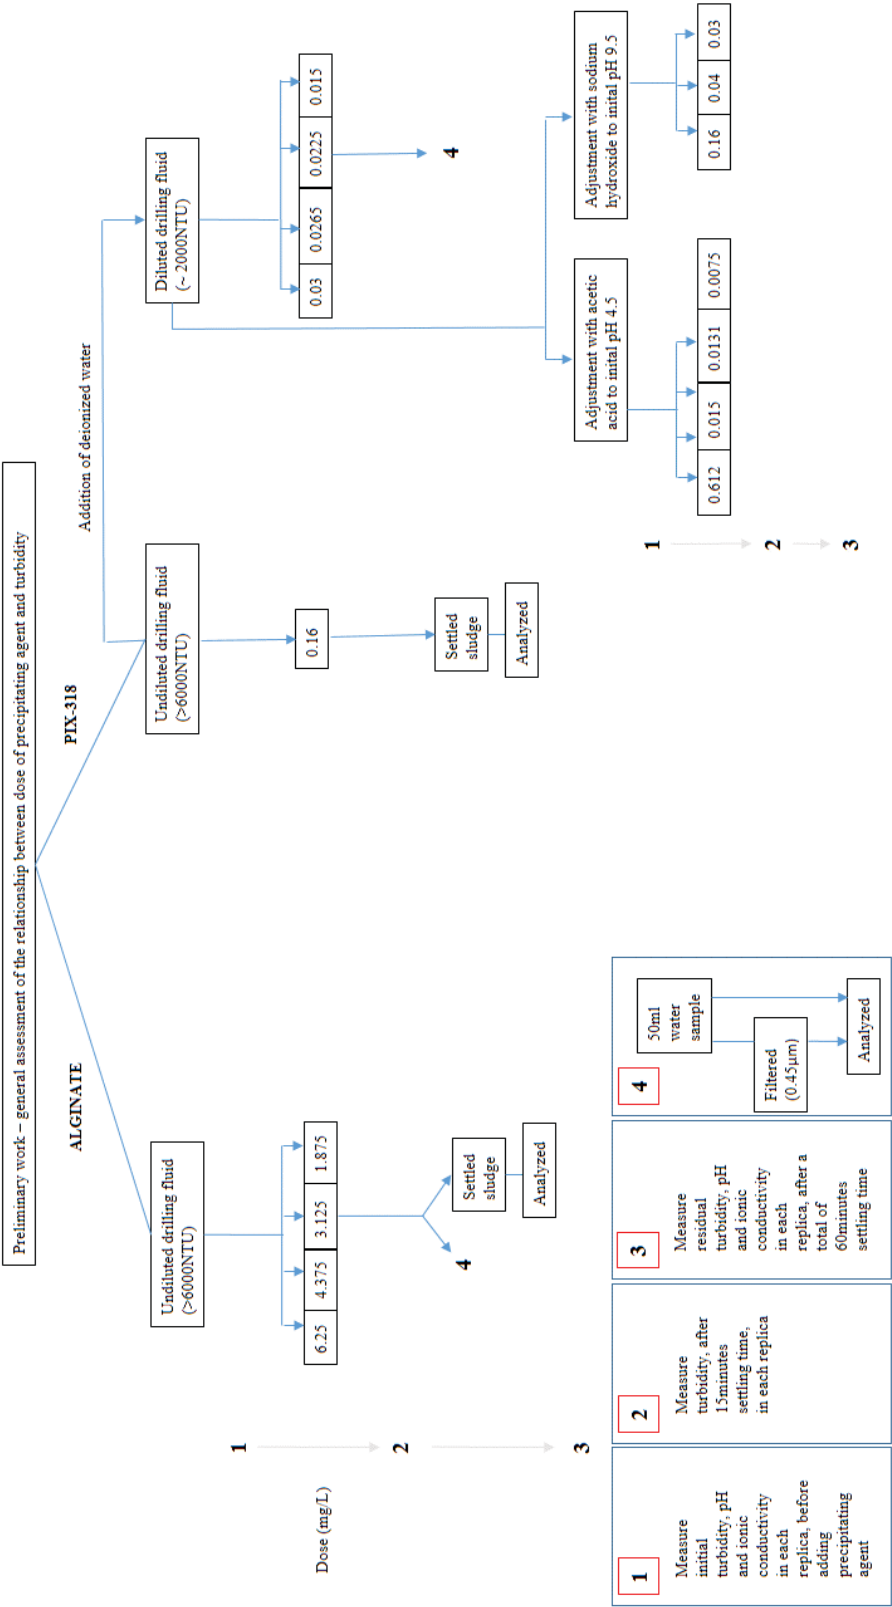 Preliminary work – general assessment of the relationship between dose of precipitating agent and turbidity
ALGINATE
PIX-318
Addition of deionized water
Undiluted drilling fluid
(>6000NTU)
Undiluted drilling fluid
(>6000NTU)
Diluted drilling fluid
(~ 2000NTU)
1
Dose (mg/L)
6.25
4.375
3.125
1.875
0.16
0.03
0.0265
0.0225
0.015
2
4
Settled
sludge
Analyzed
3
Settled
sludge
Analyzed
4
Adjustment with acetic
acid to inital pH 4.5
Adjustment with sodium
hydroxide to inital pH 9.5
1
2
3
0.612
0.015
0.0131
0.0075
0.16
0.04
0.03
1
Measure
initial
turbidity, pH
and ionic
conductivity
in each
replica, before
adding
precipitating
agent
2
Measure
turbidity, after
15minutes
settling time,
in each replica
3
Measure
residual
turbidity, pH
and ionic
conductivity
in each
replica, after a
total of
60minutes
settling time
4
50ml
water
sample
Filtered
(0.45µm)
Analyzed